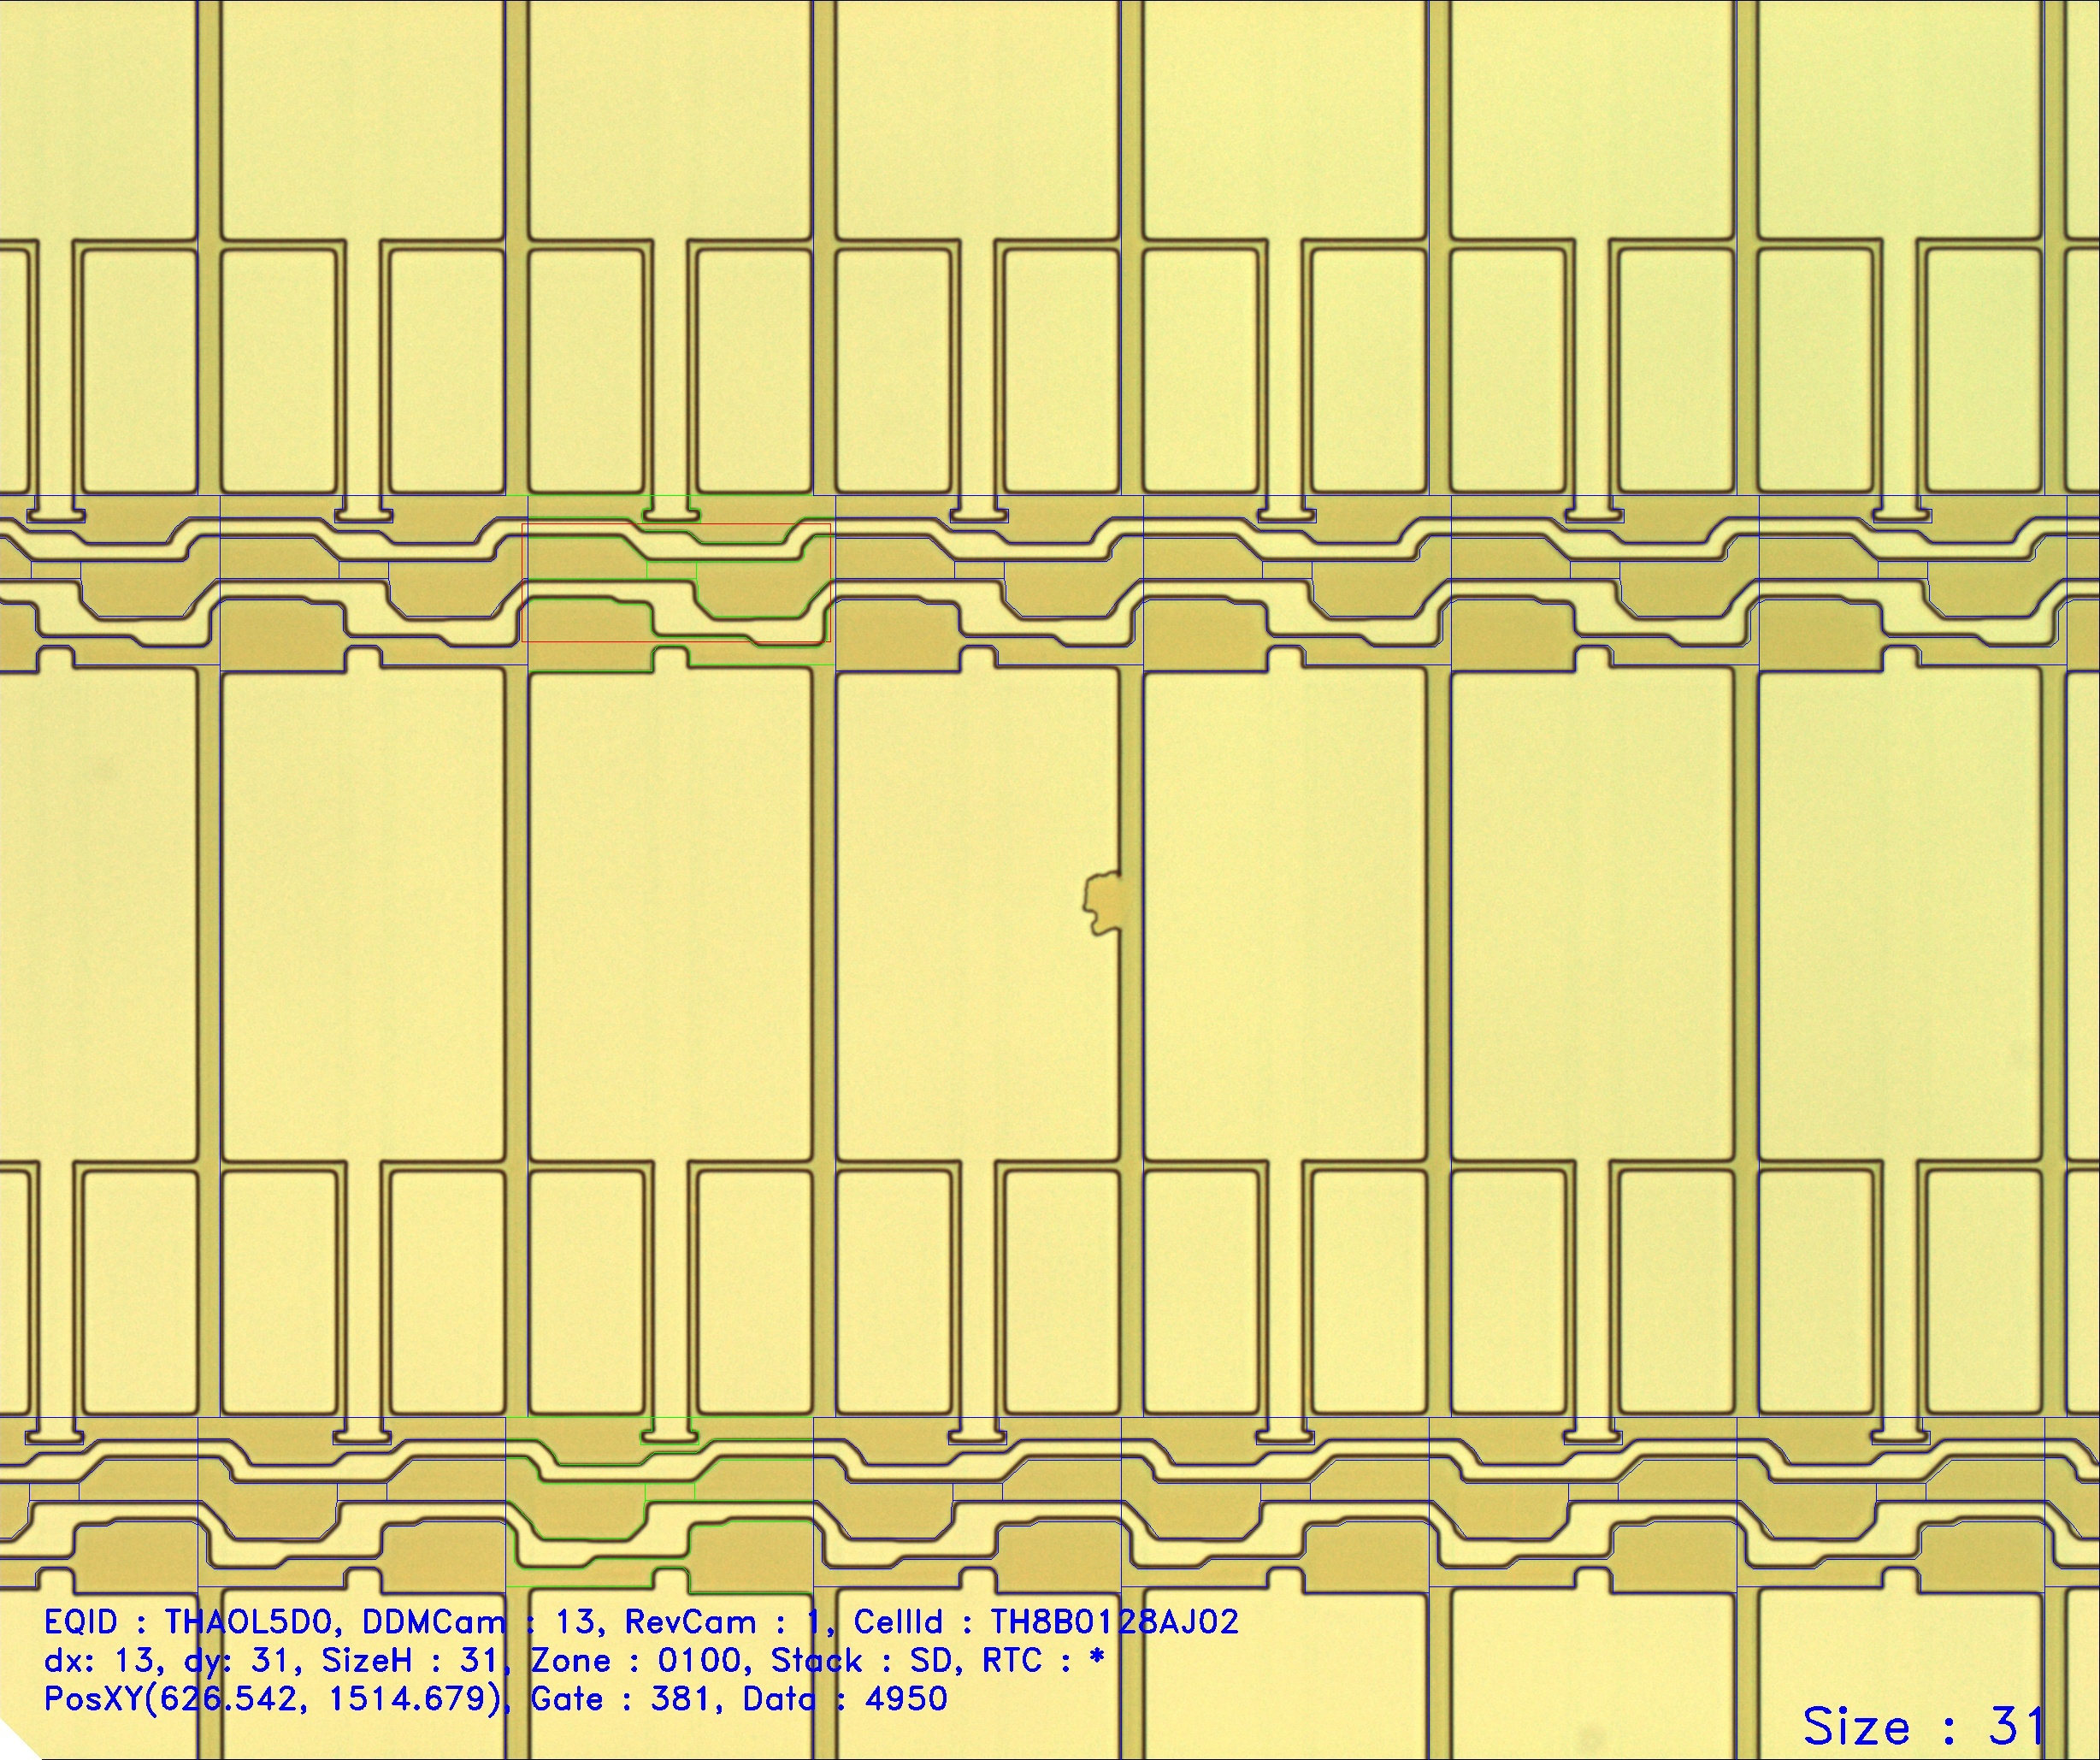 EQID : THAOL5D0, DDMCam : 13, RevCam : 1, CellId : TH8B0128AJ02
dx: 13, dy: 31, SizeH : 31, Zone : 0100, Stack : SD, RTC : *
PosXY(626.542, 1514.679), Gate : 381, Data : 4950
Size : 31